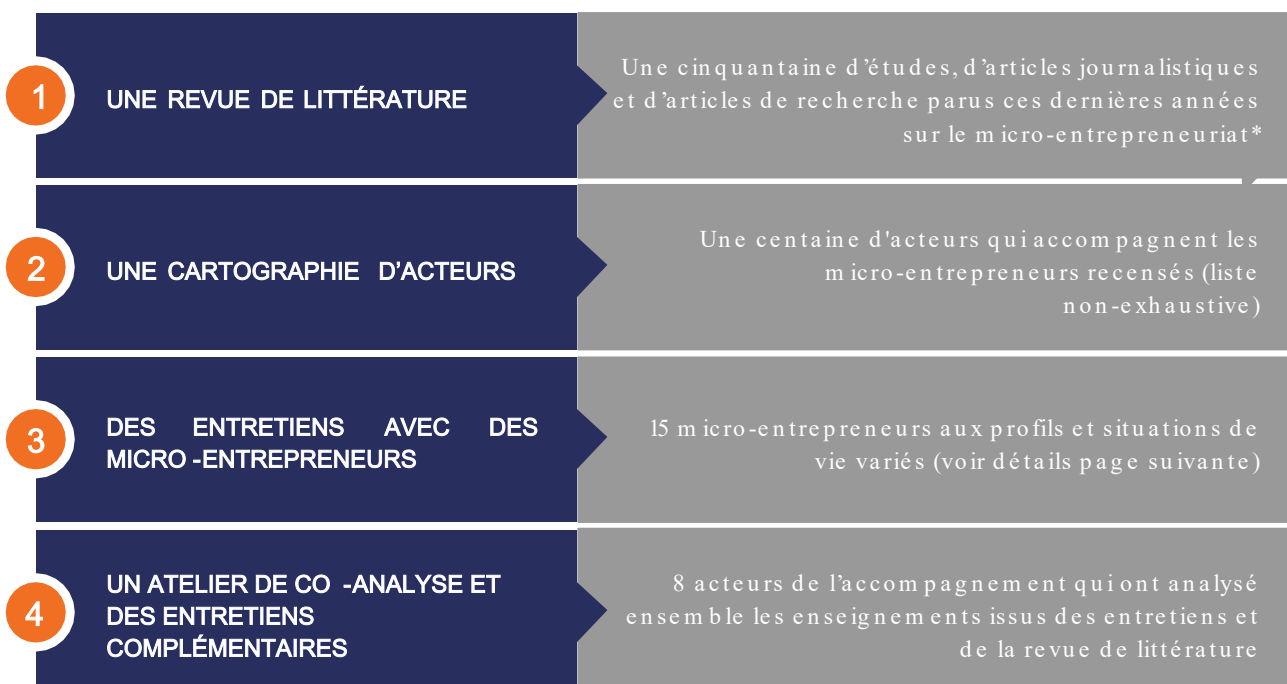 1
UNE REVUE DE LITTÉRATURE
Une cinquantaine d’études, d’articles journalistiques
et d’articles de recherche parus ces dernières années
sur le micro-entrepreneuriat*
2
UNE CARTOGRAPHIE D’ACTEURS
Une centaine d'acteurs qui accompagnent les
micro-entrepreneurs recensés (liste
non-exhaustive)
3
DES ENTRETIENS AVEC DES
MICRO -ENTREPRENEURS
15 micro-entrepreneurs aux profils et situations de
vie variés (voir détails page suivante)
4
UN ATELIER DE CO -ANALYSE ET
DES ENTRETIENS
COMPLÉMENTAIRES
8 acteurs de l’accompagnement qui ont analysé
ensemble les enseignements issus des entretiens et
de la revue de littérature